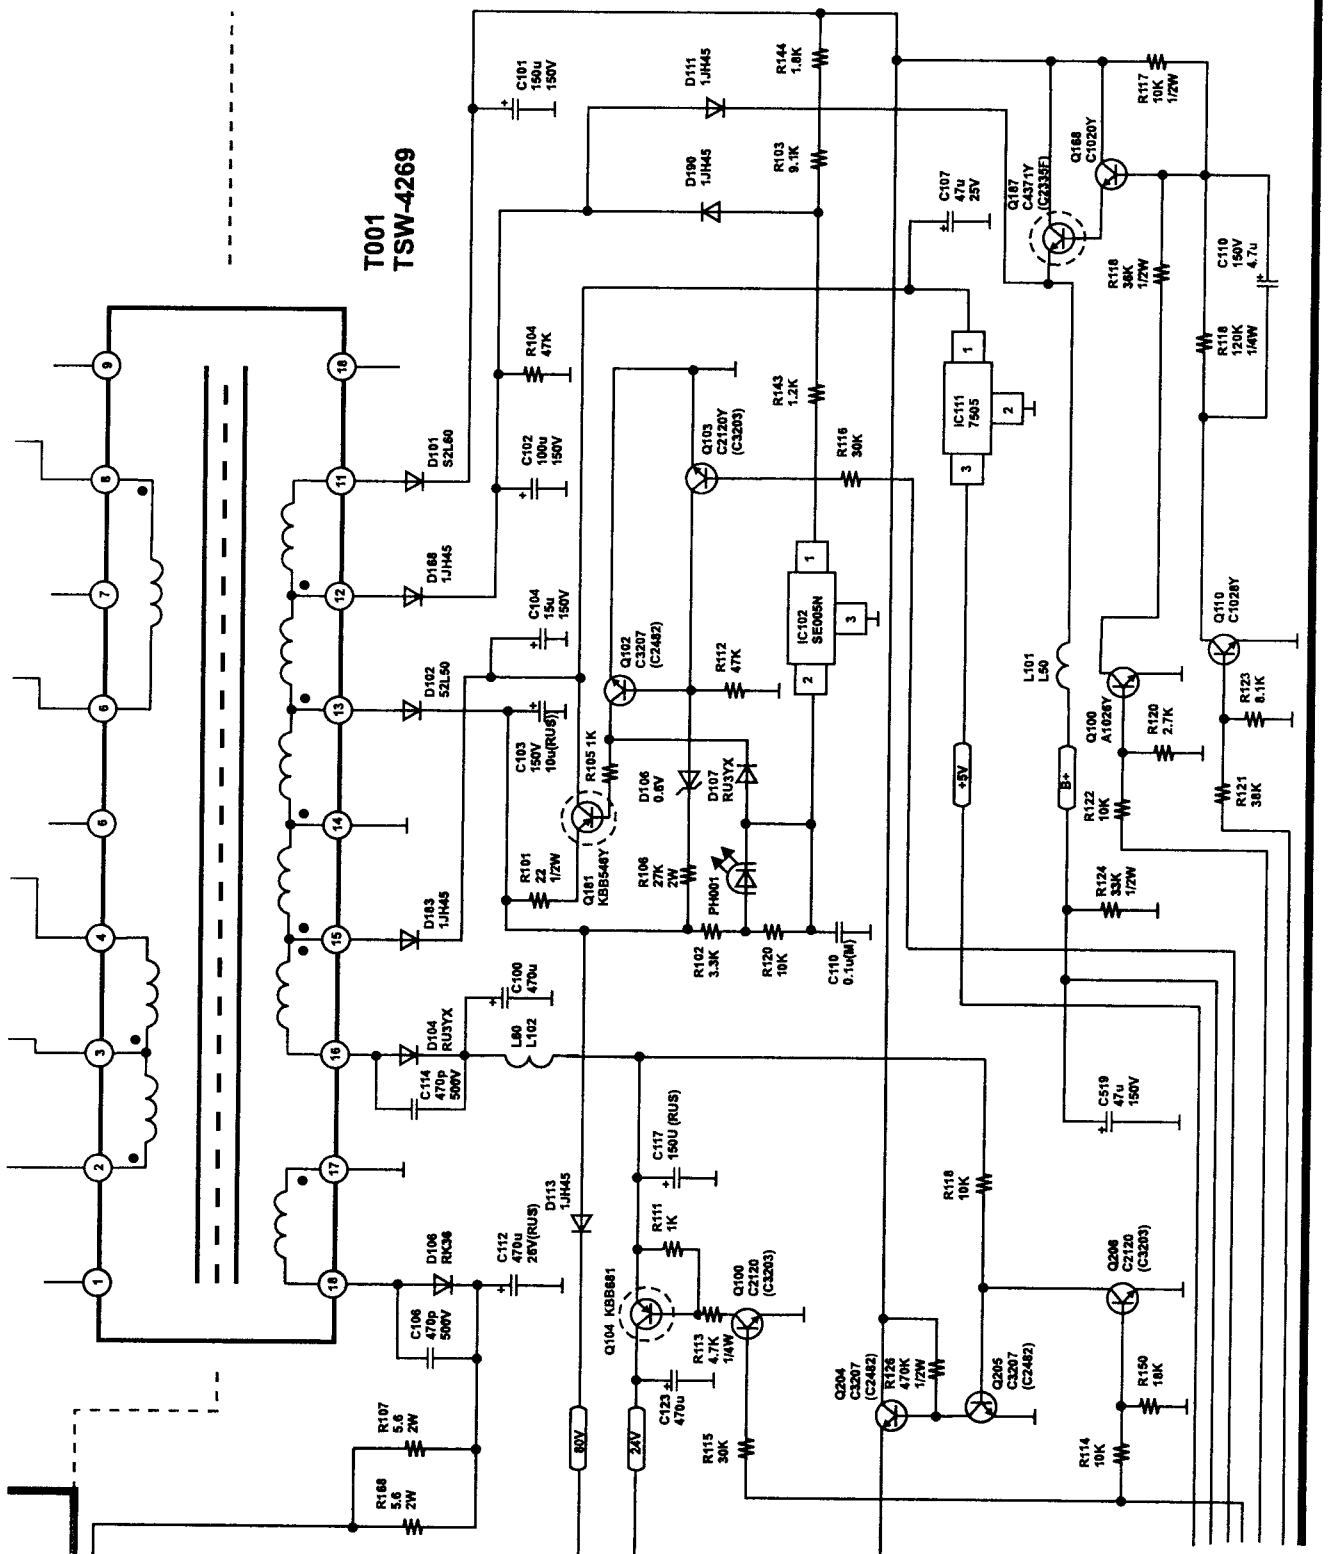 T001
TSW-4269
9
8
7
6
6
4
3
2
1
18
11
12
13
14
15
16
17
18
D101
S2L60
D168
1JH45
D102
52L50
D183
1JH45
D104
RU3YX
C114
470p
500V
D106
RK36
C106
470p
500V
C101
150u
150V
R104
47K
C102
100u
150V
C104
15u
150V
C103
150V
10u(RUS)
C100
470u
L60
L102
C112
470u
26V(RUS)
R107
5.6
2W
R168
5.6
2W
D111
1JH45
D190
1JH45
R144
1.8K
R103
9.1K
R143
1.2K
R116
30K
Q103
C2120Y
(C3203)
Q102
C3207
(C2482)
R112
47K
IC102
SE005N
1
2
3
R105 1K
D106
0.6V
D107
RU3YX
R101
22
1/2W
Q181
KBB546Y
R106
27K
2W
PH001
R102
3.3K
R120
10K
C110
0.1u(M)
D113
1JH45
C117
150U (RUS)
R111
1K
Q104 KBB681
Q100
C2120
(C3203)
R113
4.7K
1/4W
C123
470u
R115
30K
80V
24V
C107
47u
25V
IC111
7505
1
2
3
+5V
B+
L101
L50
Q187
C4371Y
(C2335F)
Q168
C1020Y
R117
10K
1/2W
R118
36K
1/2W
C110
150V
4.7u
R118
120K
1/4W
Q110
C1028Y
Q100
A1026Y
R123
8.1K
R120
2.7K
R121
38K
R122
10K
R124
33K
1/2W
C519
47u
150V
R118
10K
Q206
C2120
(C3203)
Q204
C3207
(C2482)
R126
470K
1/2W
Q205
C3207
(C2482)
R150
18K
R114
10K